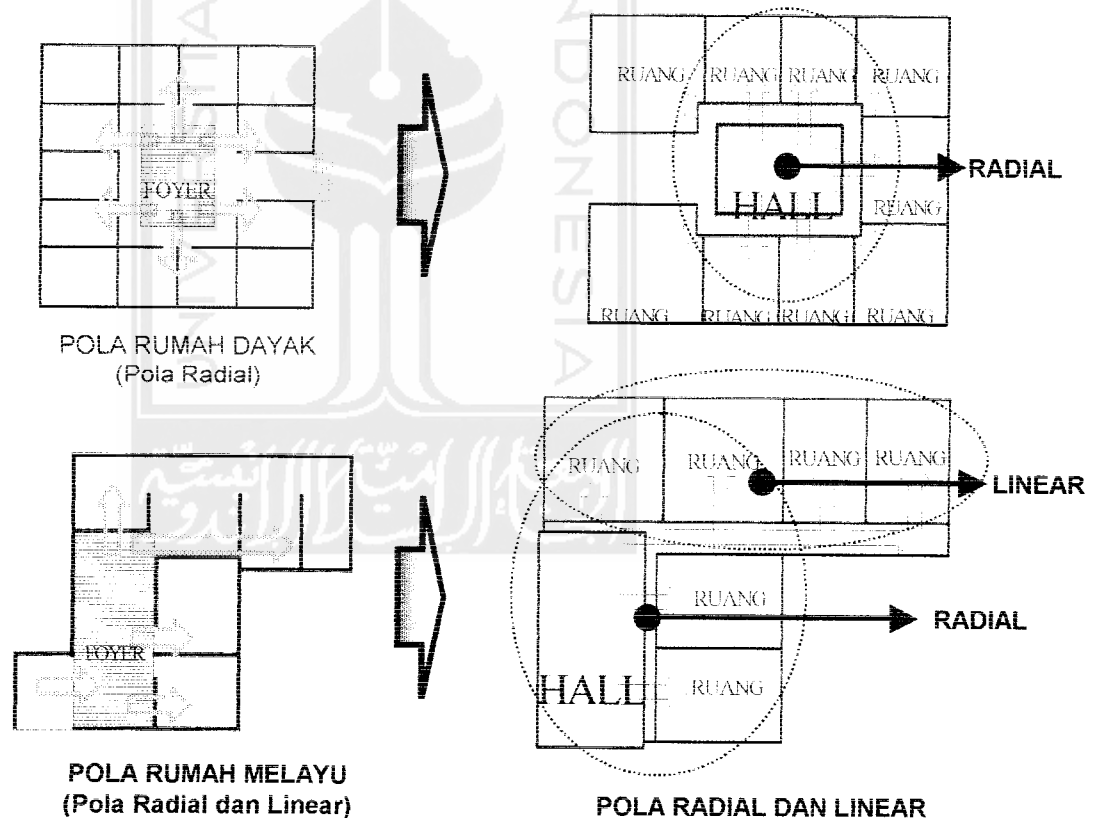 RUANG RUANG RUANG RUANG
FOYER
HALL
RADIAL
RUANG
RUANG RUANG RUANG RUANG
POLA RUMAH DAYAK
(Pola Radial)
RUANG RUANG RUANG RUANG
LINEAR
RUANG
RADIAL
FOYER
HALL
RUANG
POLA RUMAH MELAYU
(Pola Radial dan Linear)
POLA RADIAL DAN LINEAR
UNIVERSITA
INDONESIA